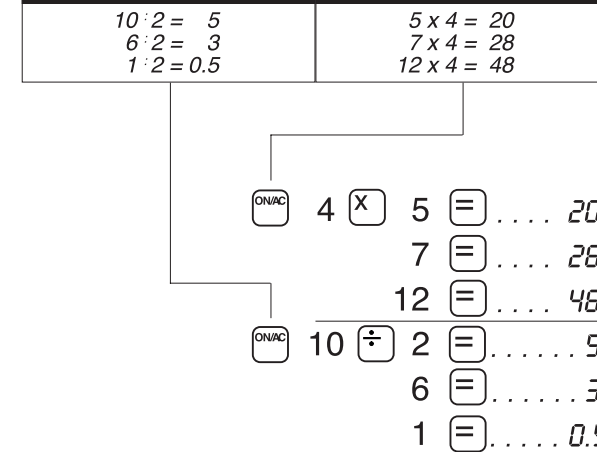 10 : 2 = 5
6 : 2 = 3
1 : 2 = 0.5
5 x 4 = 20
7 x 4 = 28
12 x 4 = 48
ON/AC 4 X 5 = . . . . 20
7 = . . . . 28
12 = . . . . 48
ON/AC 10 ÷ 2 = . . . . . . 5
6 = . . . . . . 3
1 = . . . . . 0.5